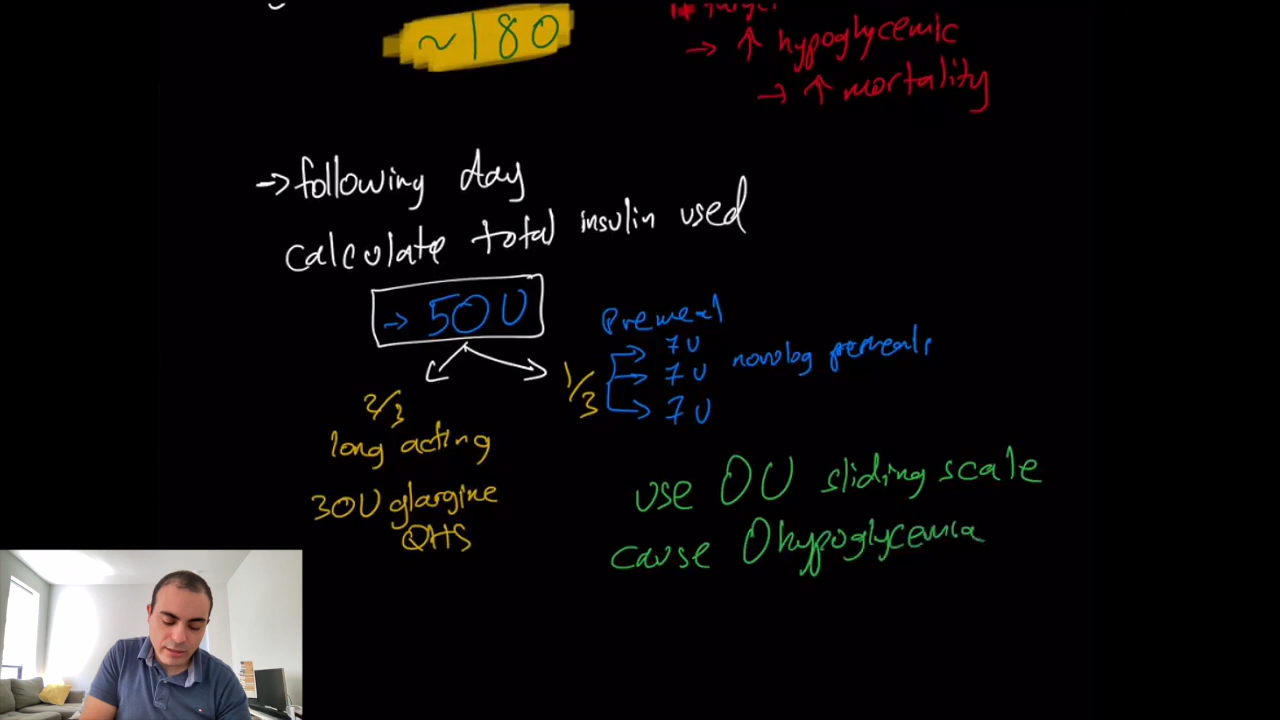 ~180
↑ hypoglycemic
→ ↑ mortality
→ following day
calculate total insulin used
→ 50U
2/3
long acting
30U glargine
QHS
1/3
Premeal
→ 7U
→ 7U novolog premeals
→ 7U
use 0U sliding scale
cause 0 hypoglycemia